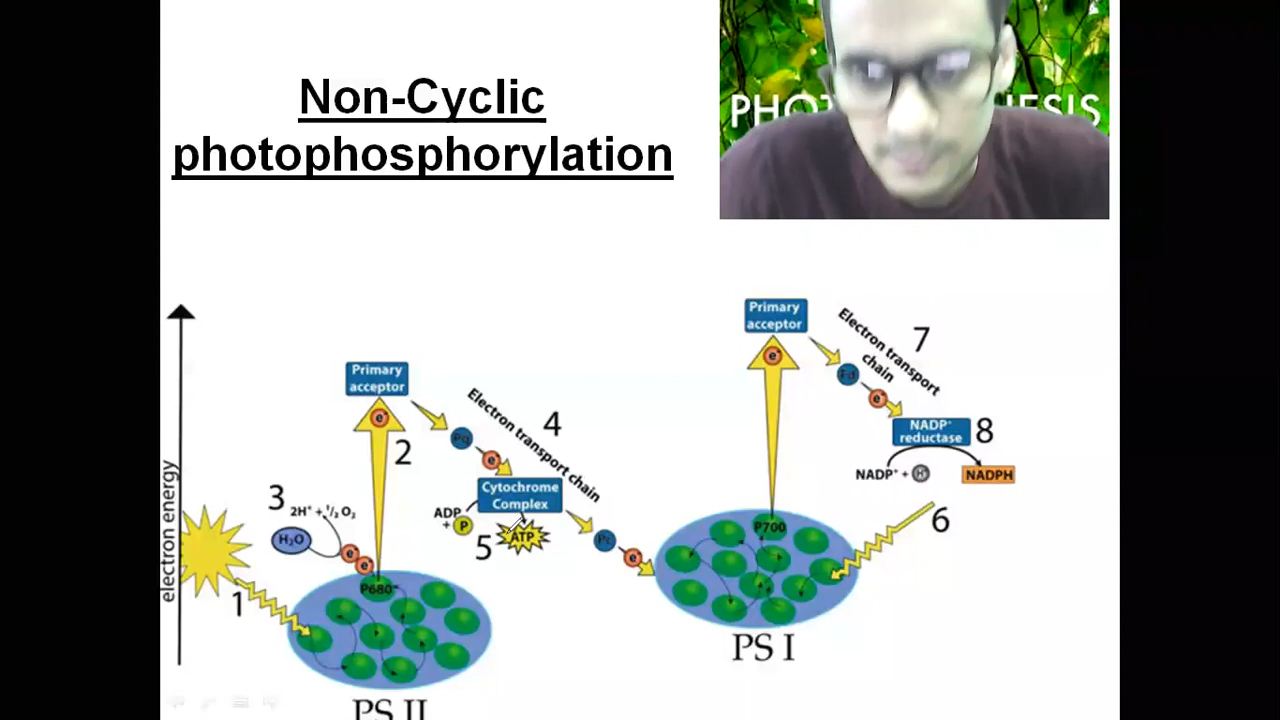 Non-Cyclic
photophosphorylation
electron energy
1
3
2H⁺ + ½ O₂
H₂O
e⁻
e⁻
P680
PS II
Primary
acceptor
e⁻
2
Pq
e⁻
Electron transport chain
4
Cytochrome
Complex
ADP
+ P
5
ATP
Pc
e⁻
P700
PS I
Primary
acceptor
e⁻
Electron transport
chain
7
Fd
e⁻
NADP⁺
reductase
8
NADP⁺ + H⁺
NADPH
6